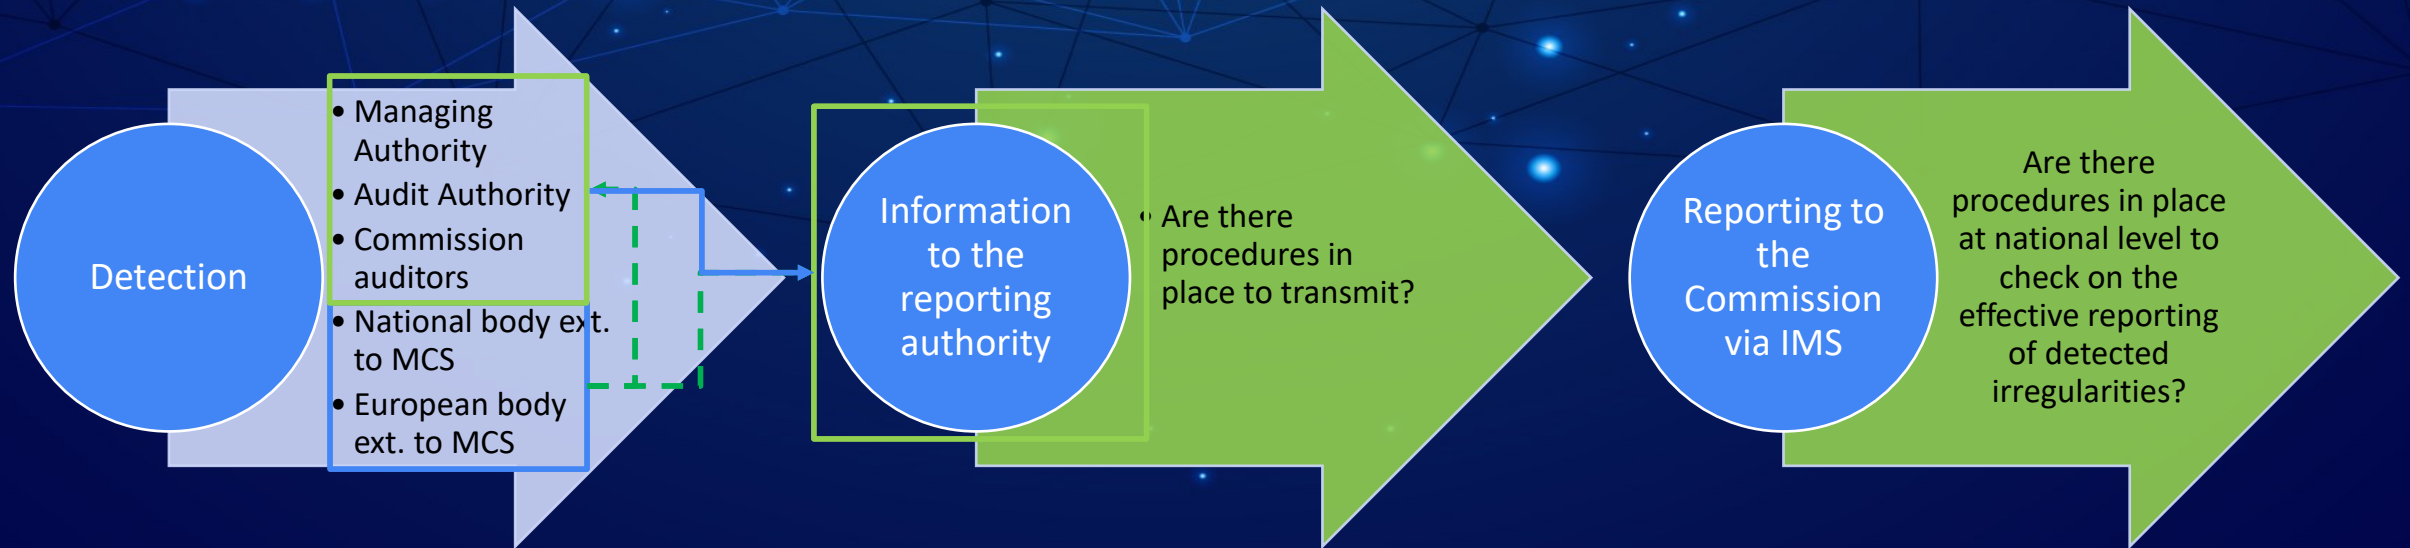 Detection
• Managing
Authority
• Audit Authority
• Commission
auditors
• National body ext.
to MCS
• European body
ext. to MCS
Information
to the
reporting
authority
• Are there
procedures in
place to transmit?
Reporting to
the
Commission
via IMS
Are there
procedures in place
at national level to
check on the
effective reporting
of detected
irregularities?